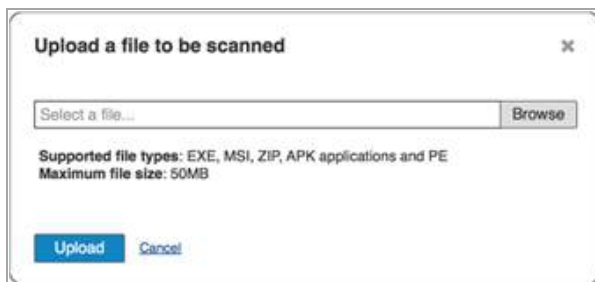 Upload a file to be scanned
Select a file...
Browse
Supported file types: EXE, MSI, ZIP, APK applications and PE
Maximum file size: 50MB
Upload
Cancel